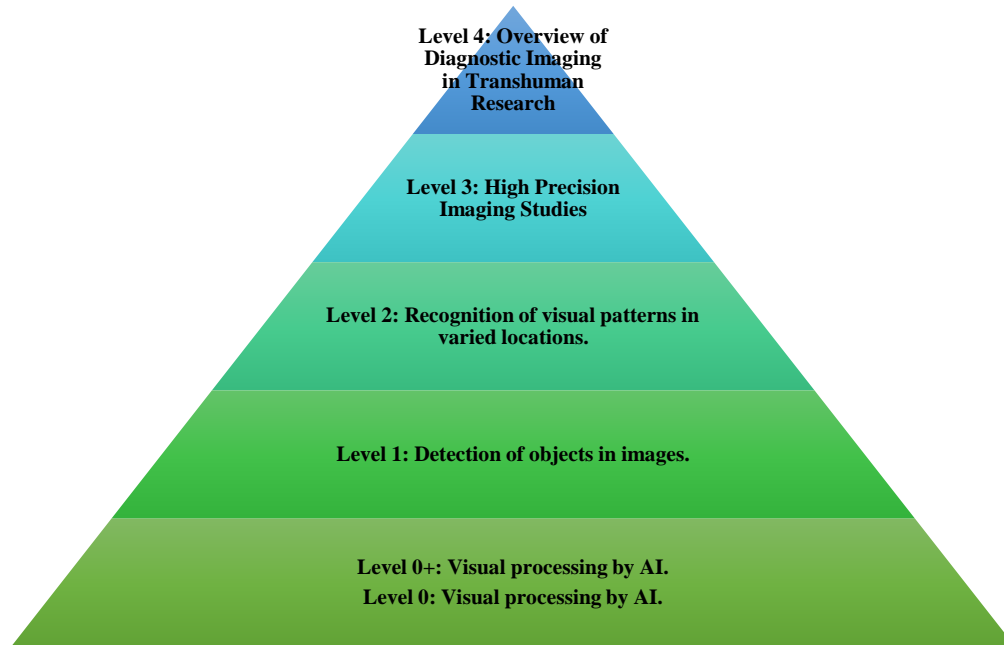 Level 4: Overview of
Diagnostic Imaging
in Transhuman
Research
Level 3: High Precision
Imaging Studies
Level 2: Recognition of visual patterns in
varied locations.
Level 1: Detection of objects in images.
Level 0+: Visual processing by AI.
Level 0: Visual processing by AI.